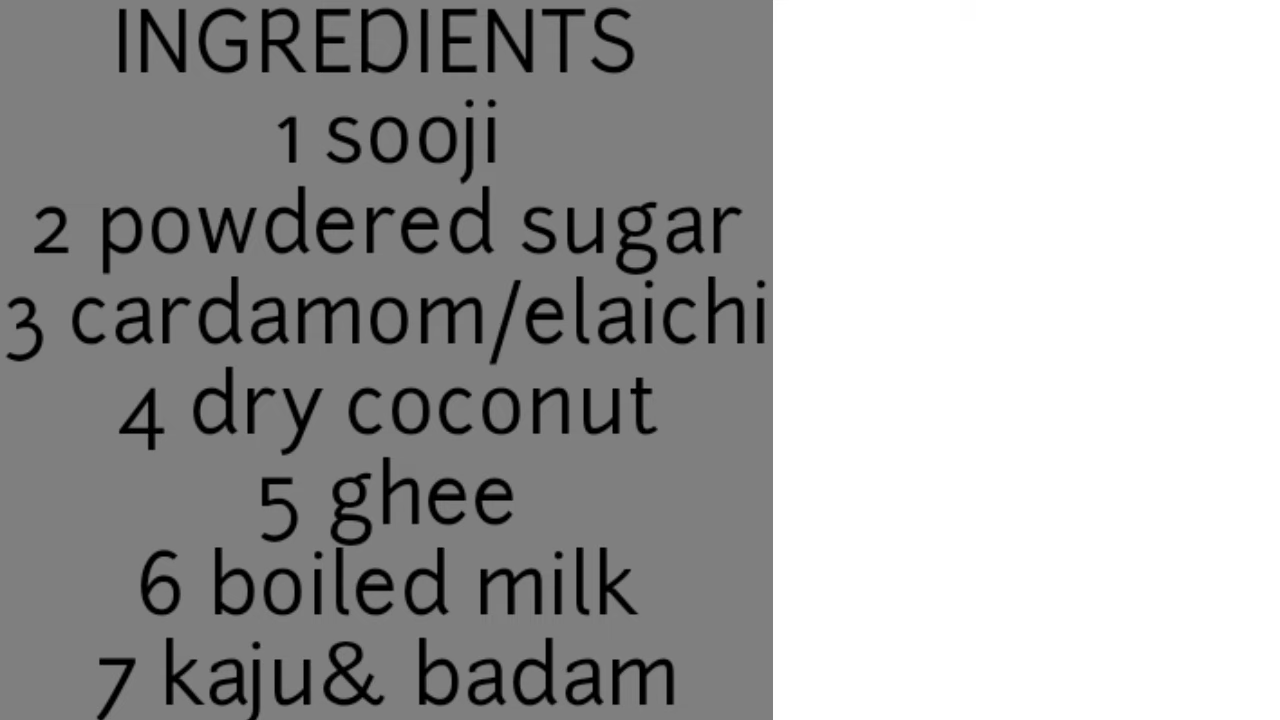 INGREDIENTS
1 sooji
2 powdered sugar
3 cardamom/elaichi
4 dry coconut
5 ghee
6 boiled milk
7 kaju& badam